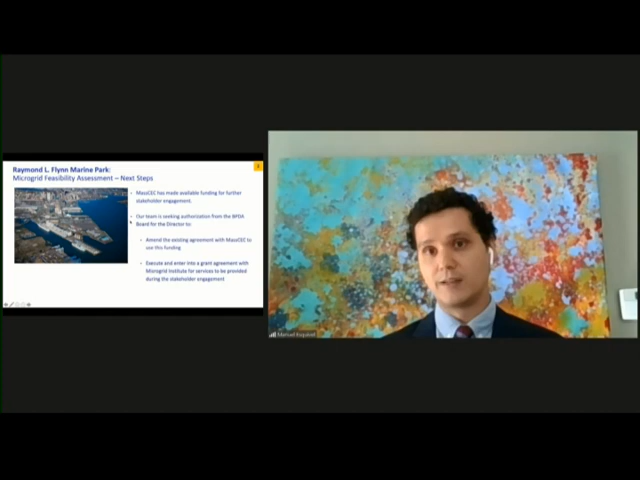 Raymond L. Flynn Marine Park:
Microgrid Feasibility Assessment – Next Steps
MassCEC has made available funding for further
stakeholder engagement.
Our team is seeking authorization from the BPDA
Board for the Director to:
Amend the existing agreement with MassCEC to
use this funding
Execute and enter into a grant agreement with
Microgrid Institute for services to be provided
during the stakeholder engagement
Manuel Esquivel